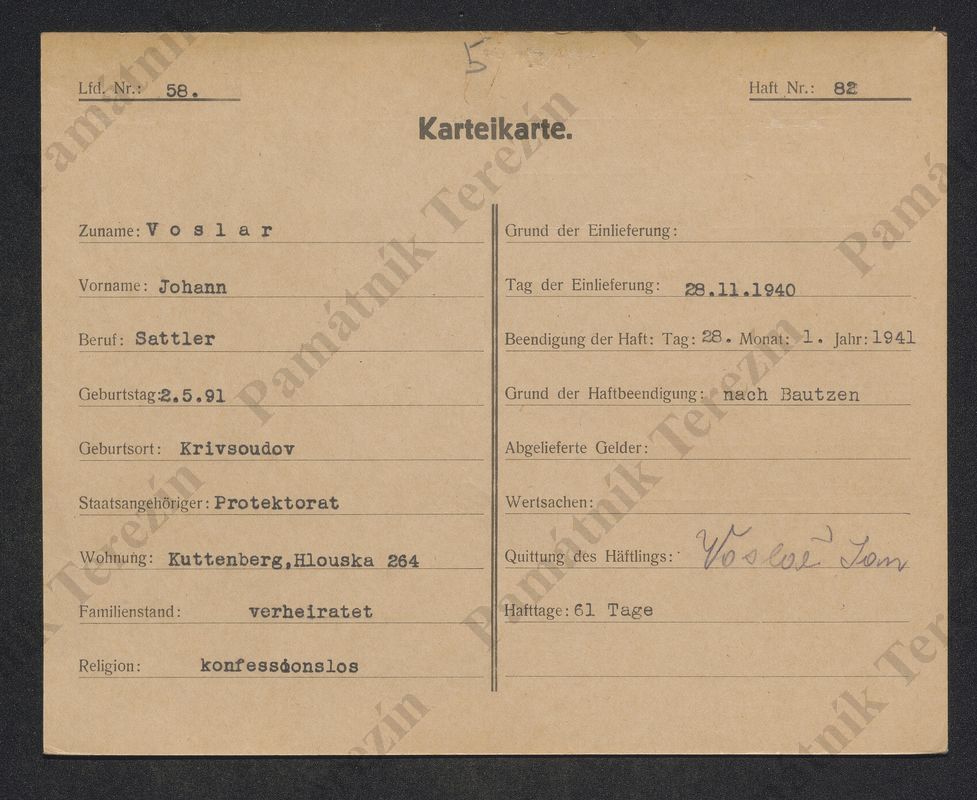 5
Lfd. Nr.: 58.
Haft Nr.: 82
Karteikarte.
Zuname: Voslar
Vorname: Johann
Beruf: Sattler
Geburtstag: 2.5.91
Geburtsort: Krivsoudov
Staatsangehöriger: Protektorat
Wohnung: Kuttenberg, Hlouska 264
Familienstand: verheiratet
Religion: konfessionslos
Grund der Einlieferung:
Tag der Einlieferung: 28.11.1940
Beendigung der Haft: Tag: 28. Monat: 1. Jahr: 1941
Grund der Haftbeendigung: nach Bautzen
Abgelieferte Gelder:
Wertsachen:
Quittung des Häftlings: Voslař Jan
Hafttage: 61 Tage
Památník Terezín